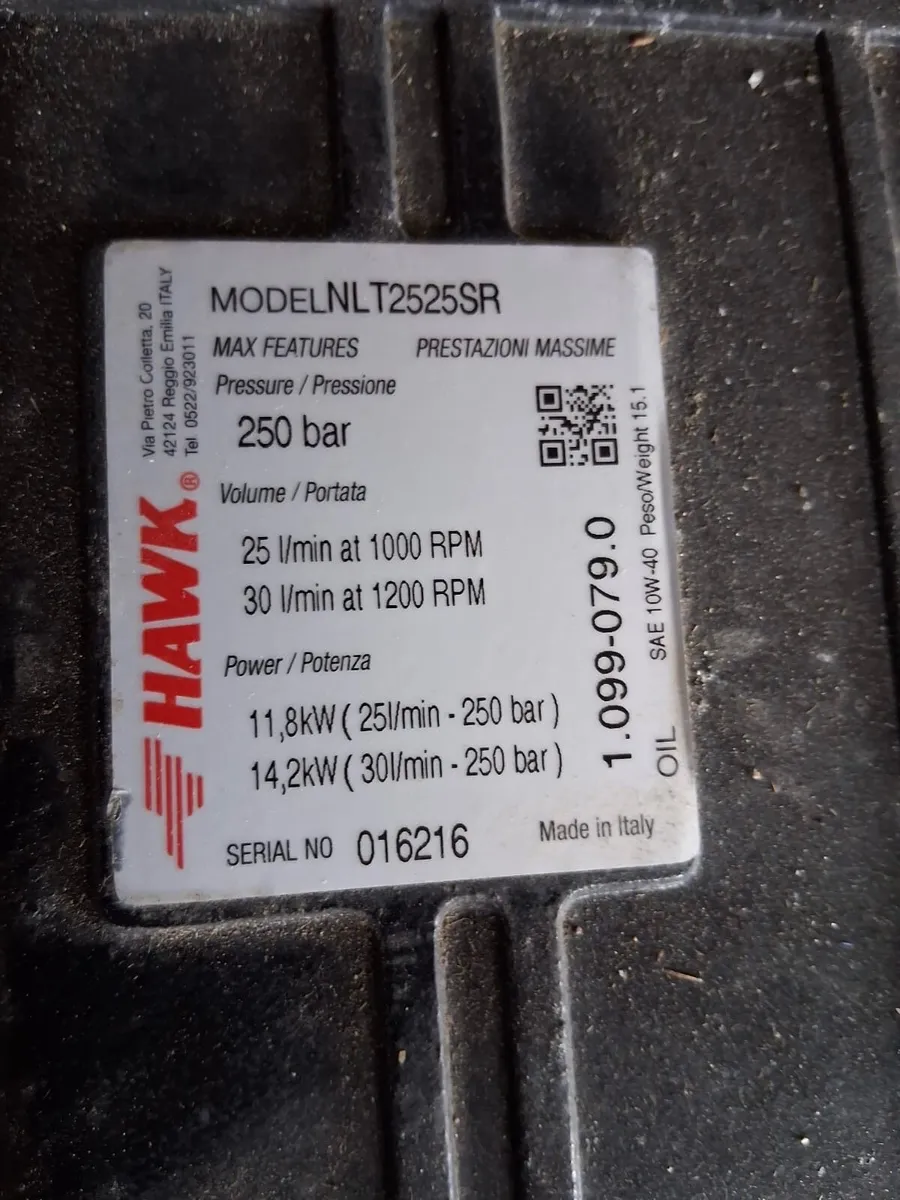 MODEL NLT2525SR
MAX FEATURES PRESTAZIONI MASSIME
Pressure / Pressione
250 bar
Volume / Portata
25 l/min at 1000 RPM
30 l/min at 1200 RPM
Power / Potenza
11,8kW ( 25l/min - 250 bar )
14,2kW ( 30l/min - 250 bar )
SERIAL NO 016216
Made in Italy
HAWK®
Via Pietro Colletta, 20
42124 Reggio Emilia ITALY
Tel 0522/923011
1.099-079.0
OIL SAE 10W-40 Peso/Weight 15.1